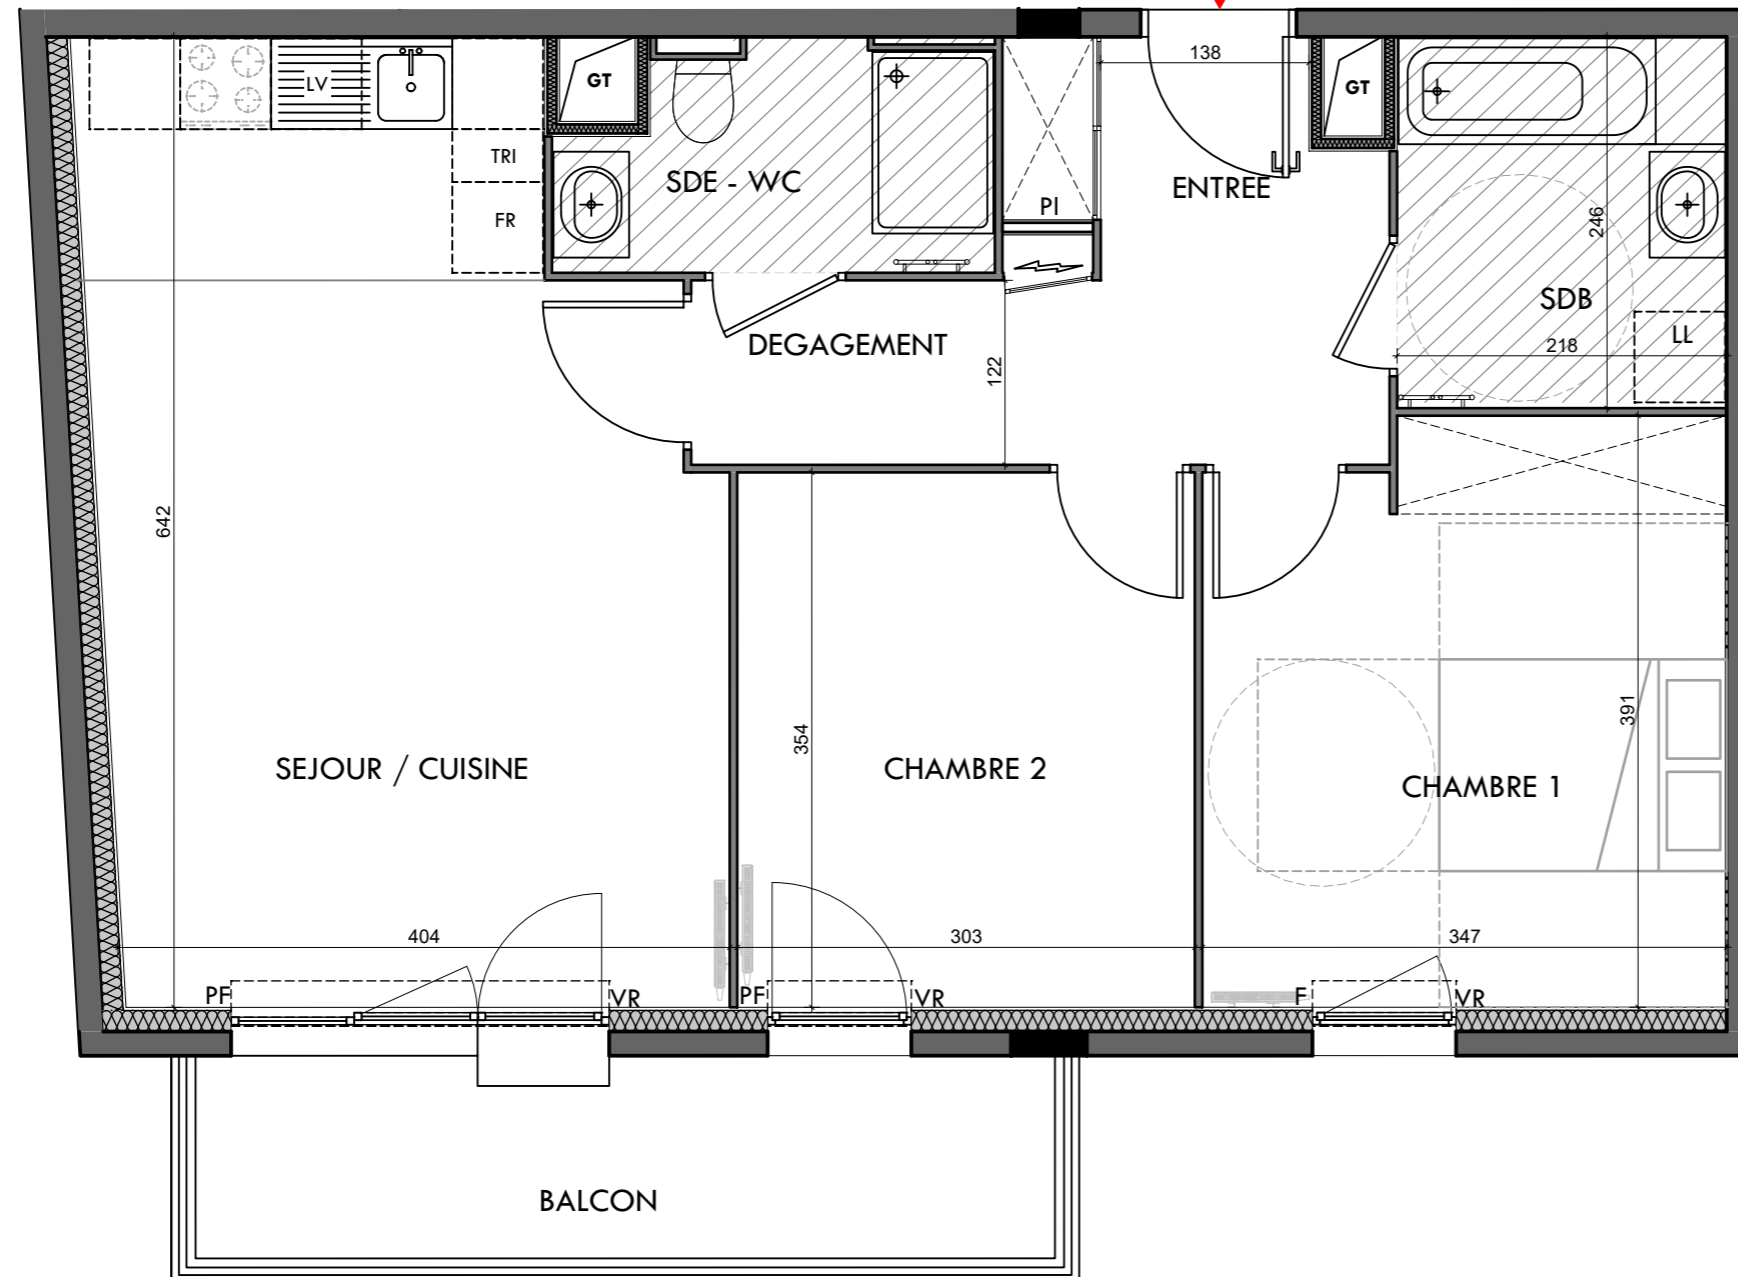 138
LV
GT
GT
TRI
SDE - WC
ENTREE
PI
FR
246
SDB
DEGAGEMENT
LL
218
122
642
391
354
SEJOUR / CUISINE
CHAMBRE 2
CHAMBRE 1
404
303
347
PF
VR
PF
VR
F
VR
BALCON